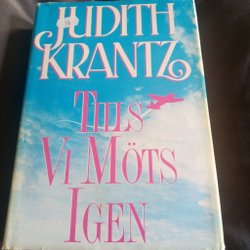 JUDITH
KRANTZ
TILLS
VI MÖTS
IGEN